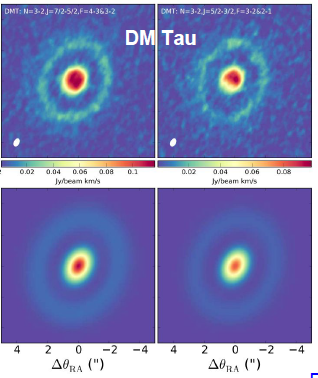 DMT: N=3-2,J=7/2-5/2,F=4-3&3-2
DMT: N=3-2,J=5/2-3/2,F=3-2&2-1
DM Tau
0.02 0.04 0.06 0.08 0.1
0.02 0.04 0.06 0.08
Jy/beam km/s
Jy/beam km/s
4 2 0 −2 −4
4 2 0 −2 −4
Δθ_RA (")
Δθ_RA (")